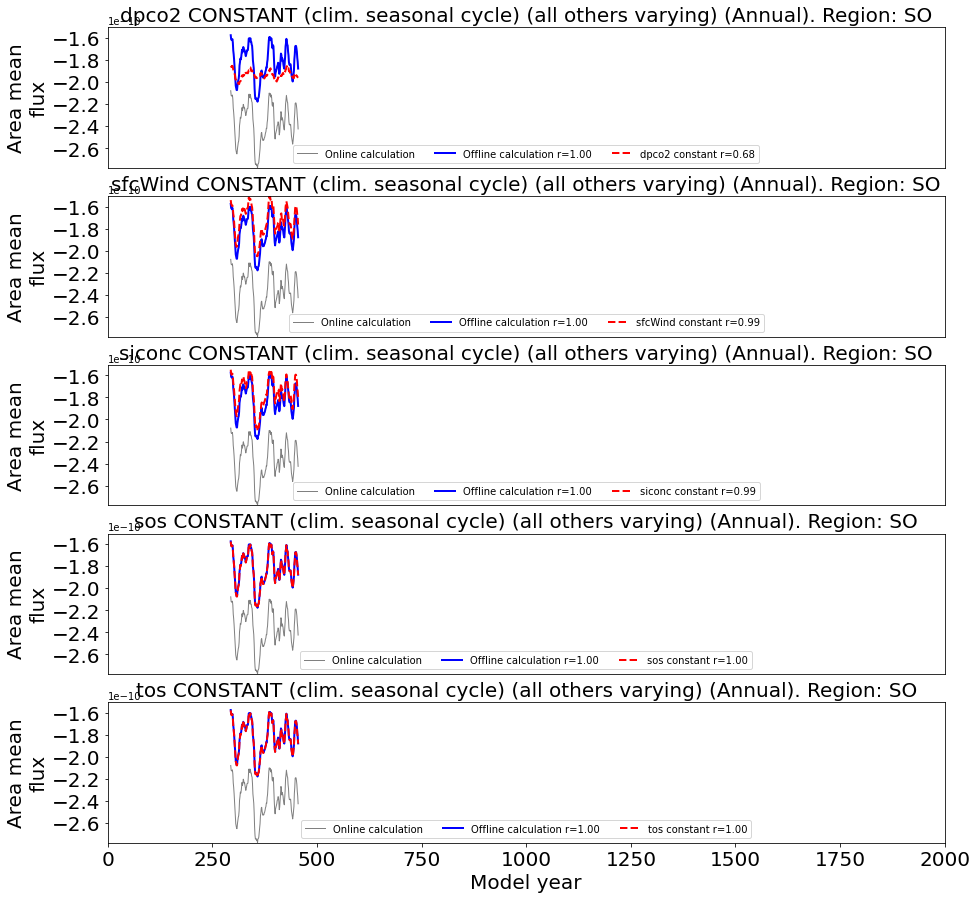 dpco2 CONSTANT (clim. seasonal cycle) (all others varying) (Annual). Region: SO
1e−10
−1.6
−1.8
−2.0
−2.2
−2.4
−2.6
Area mean
flux
Online calculation
Offline calculation r=1.00
dpco2 constant r=0.68
sfcWind CONSTANT (clim. seasonal cycle) (all others varying) (Annual). Region: SO
1e−10
−1.6
−1.8
−2.0
−2.2
−2.4
−2.6
Area mean
flux
Online calculation
Offline calculation r=1.00
sfcWind constant r=0.99
siconc CONSTANT (clim. seasonal cycle) (all others varying) (Annual). Region: SO
1e−10
−1.6
−1.8
−2.0
−2.2
−2.4
−2.6
Area mean
flux
Online calculation
Offline calculation r=1.00
siconc constant r=0.99
sos CONSTANT (clim. seasonal cycle) (all others varying) (Annual). Region: SO
1e−10
−1.6
−1.8
−2.0
−2.2
−2.4
−2.6
Area mean
flux
Online calculation
Offline calculation r=1.00
sos constant r=1.00
tos CONSTANT (clim. seasonal cycle) (all others varying) (Annual). Region: SO
1e−10
−1.6
−1.8
−2.0
−2.2
−2.4
−2.6
Area mean
flux
Online calculation
Offline calculation r=1.00
tos constant r=1.00
0 250 500 750 1000 1250 1500 1750 2000
Model year